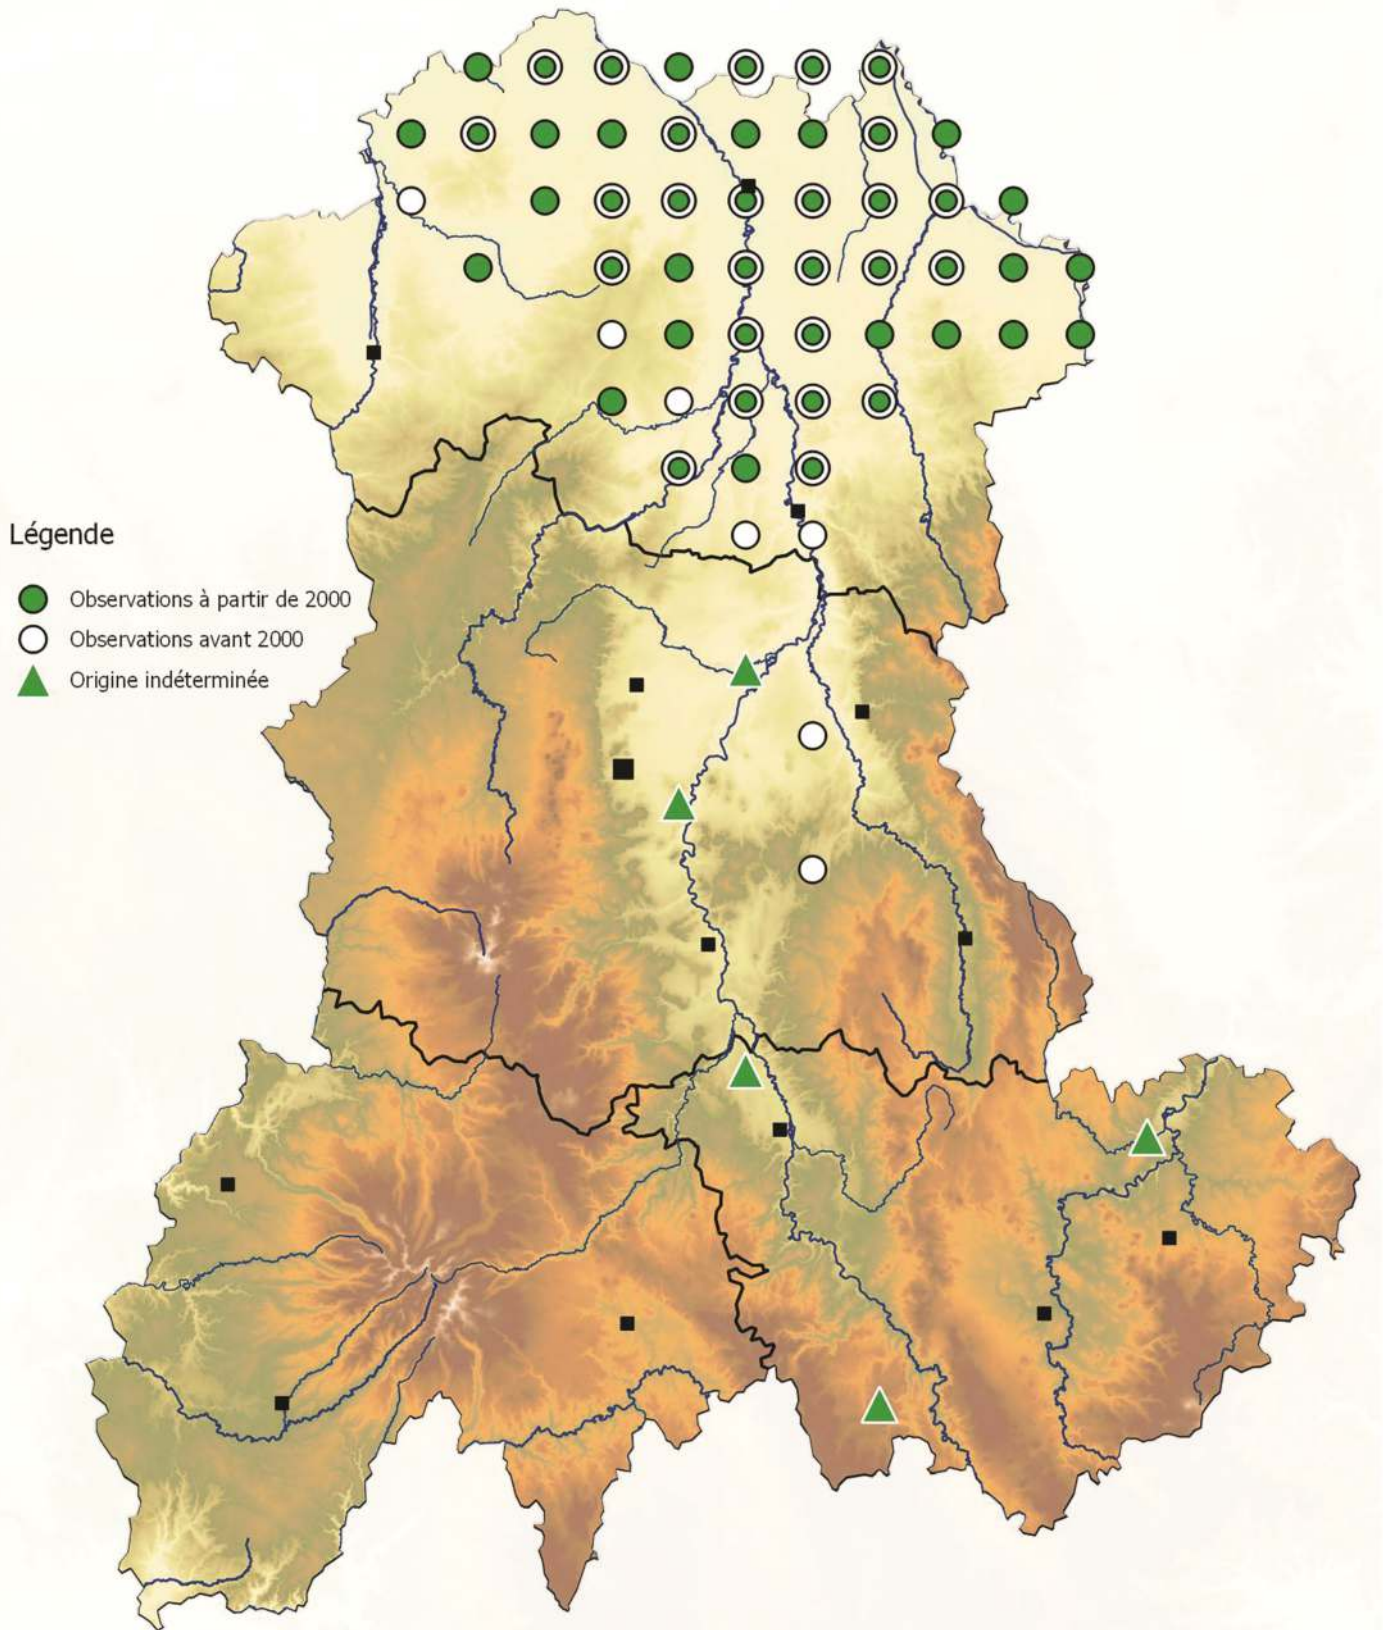 Légende
Observations à partir de 2000
Observations avant 2000
Origine indéterminée